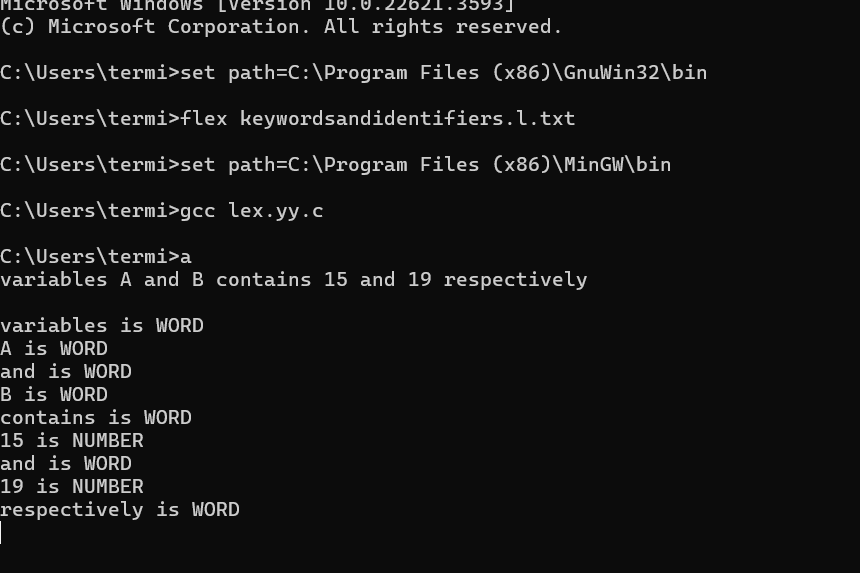 Microsoft Windows [Version 10.0.22621.3593]
(c) Microsoft Corporation. All rights reserved.
C:\Users\termi>set path=C:\Program Files (x86)\GnuWin32\bin
C:\Users\termi>flex keywordsandidentifiers.l.txt
C:\Users\termi>set path=C:\Program Files (x86)\MinGW\bin
C:\Users\termi>gcc lex.yy.c
C:\Users\termi>a
variables A and B contains 15 and 19 respectively
variables is WORD
A is WORD
and is WORD
B is WORD
contains is WORD
15 is NUMBER
and is WORD
19 is NUMBER
respectively is WORD